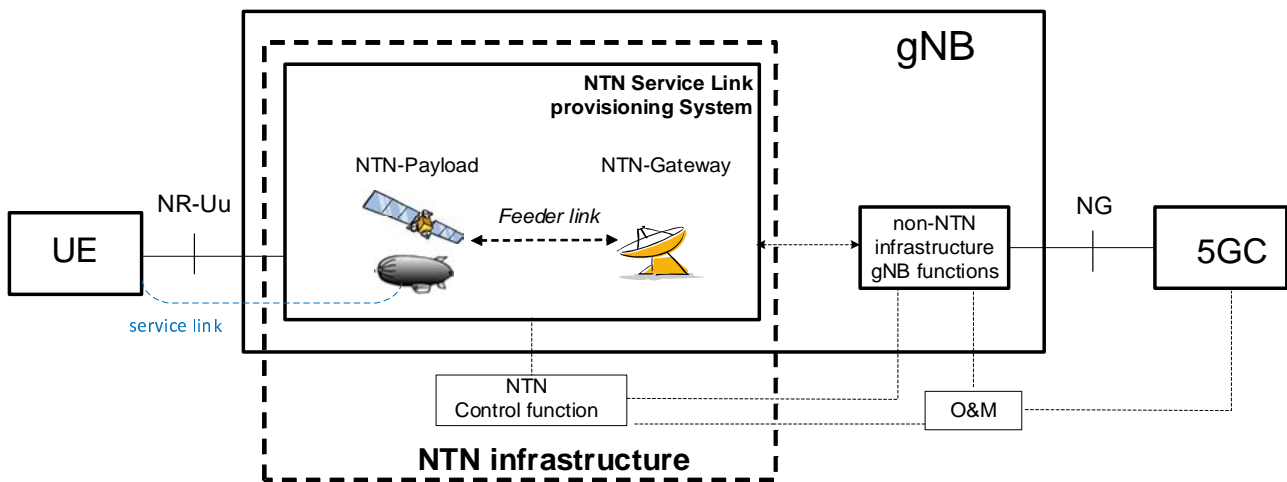 gNB
NTN Service Link
provisioning System
NTN-Payload
NTN-Gateway
Feeder link
NR-Uu
UE
service link
non-NTN
infrastructure
gNB functions
NG
5GC
NTN
Control function
O&M
NTN infrastructure